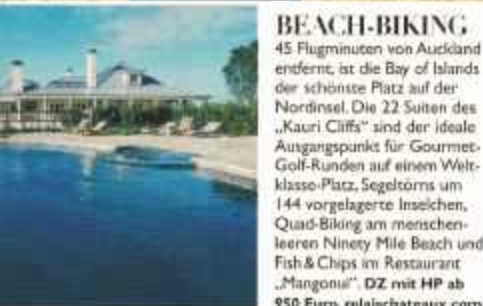 BEACH-BIKING
45 Flugminuten von Auckland
entfernt, ist die Bay of Islands
der schönste Platz auf der
Nordinsel. Die 22 Suiten des
„Kauri Cliffs“ sind der ideale
Ausgangspunkt für Gourmet-
Golf-Runden auf einem Welt-
klasse-Platz, Segeltörns um
144 vorgelagerte Inselchen,
Quad-Biking am menschen-
leeren Ninety Mile Beach und
Fish & Chips im Restaurant
„Mangonui“. DZ mit HP ab
950 Euro, relaischateaux.com